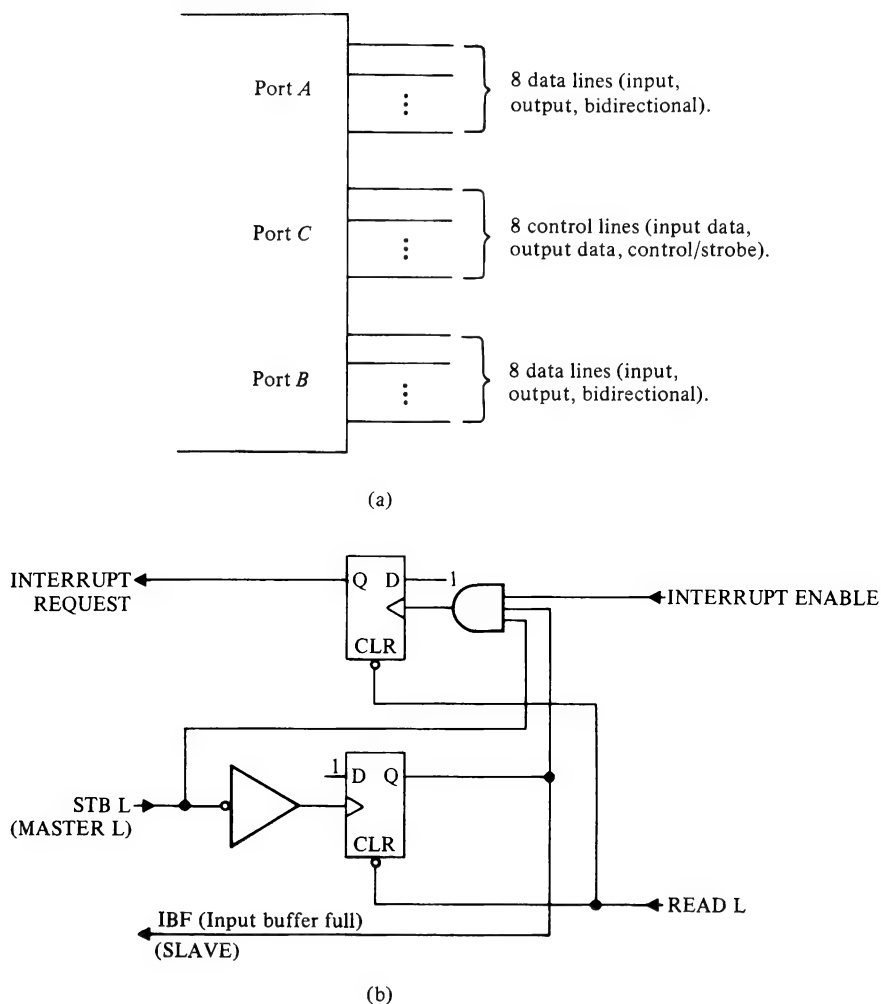 Port A
8 data lines (input,
output, bidirectional).
Port C
8 control lines (input data,
output data, control/strobe).
Port B
8 data lines (input,
output, bidirectional).
(a)
INTERRUPT
REQUEST
Q D 1
CLR
INTERRUPT ENABLE
STB L
(MASTER L)
1 D Q
CLR
READ L
IBF (Input buffer full)
(SLAVE)
(b)